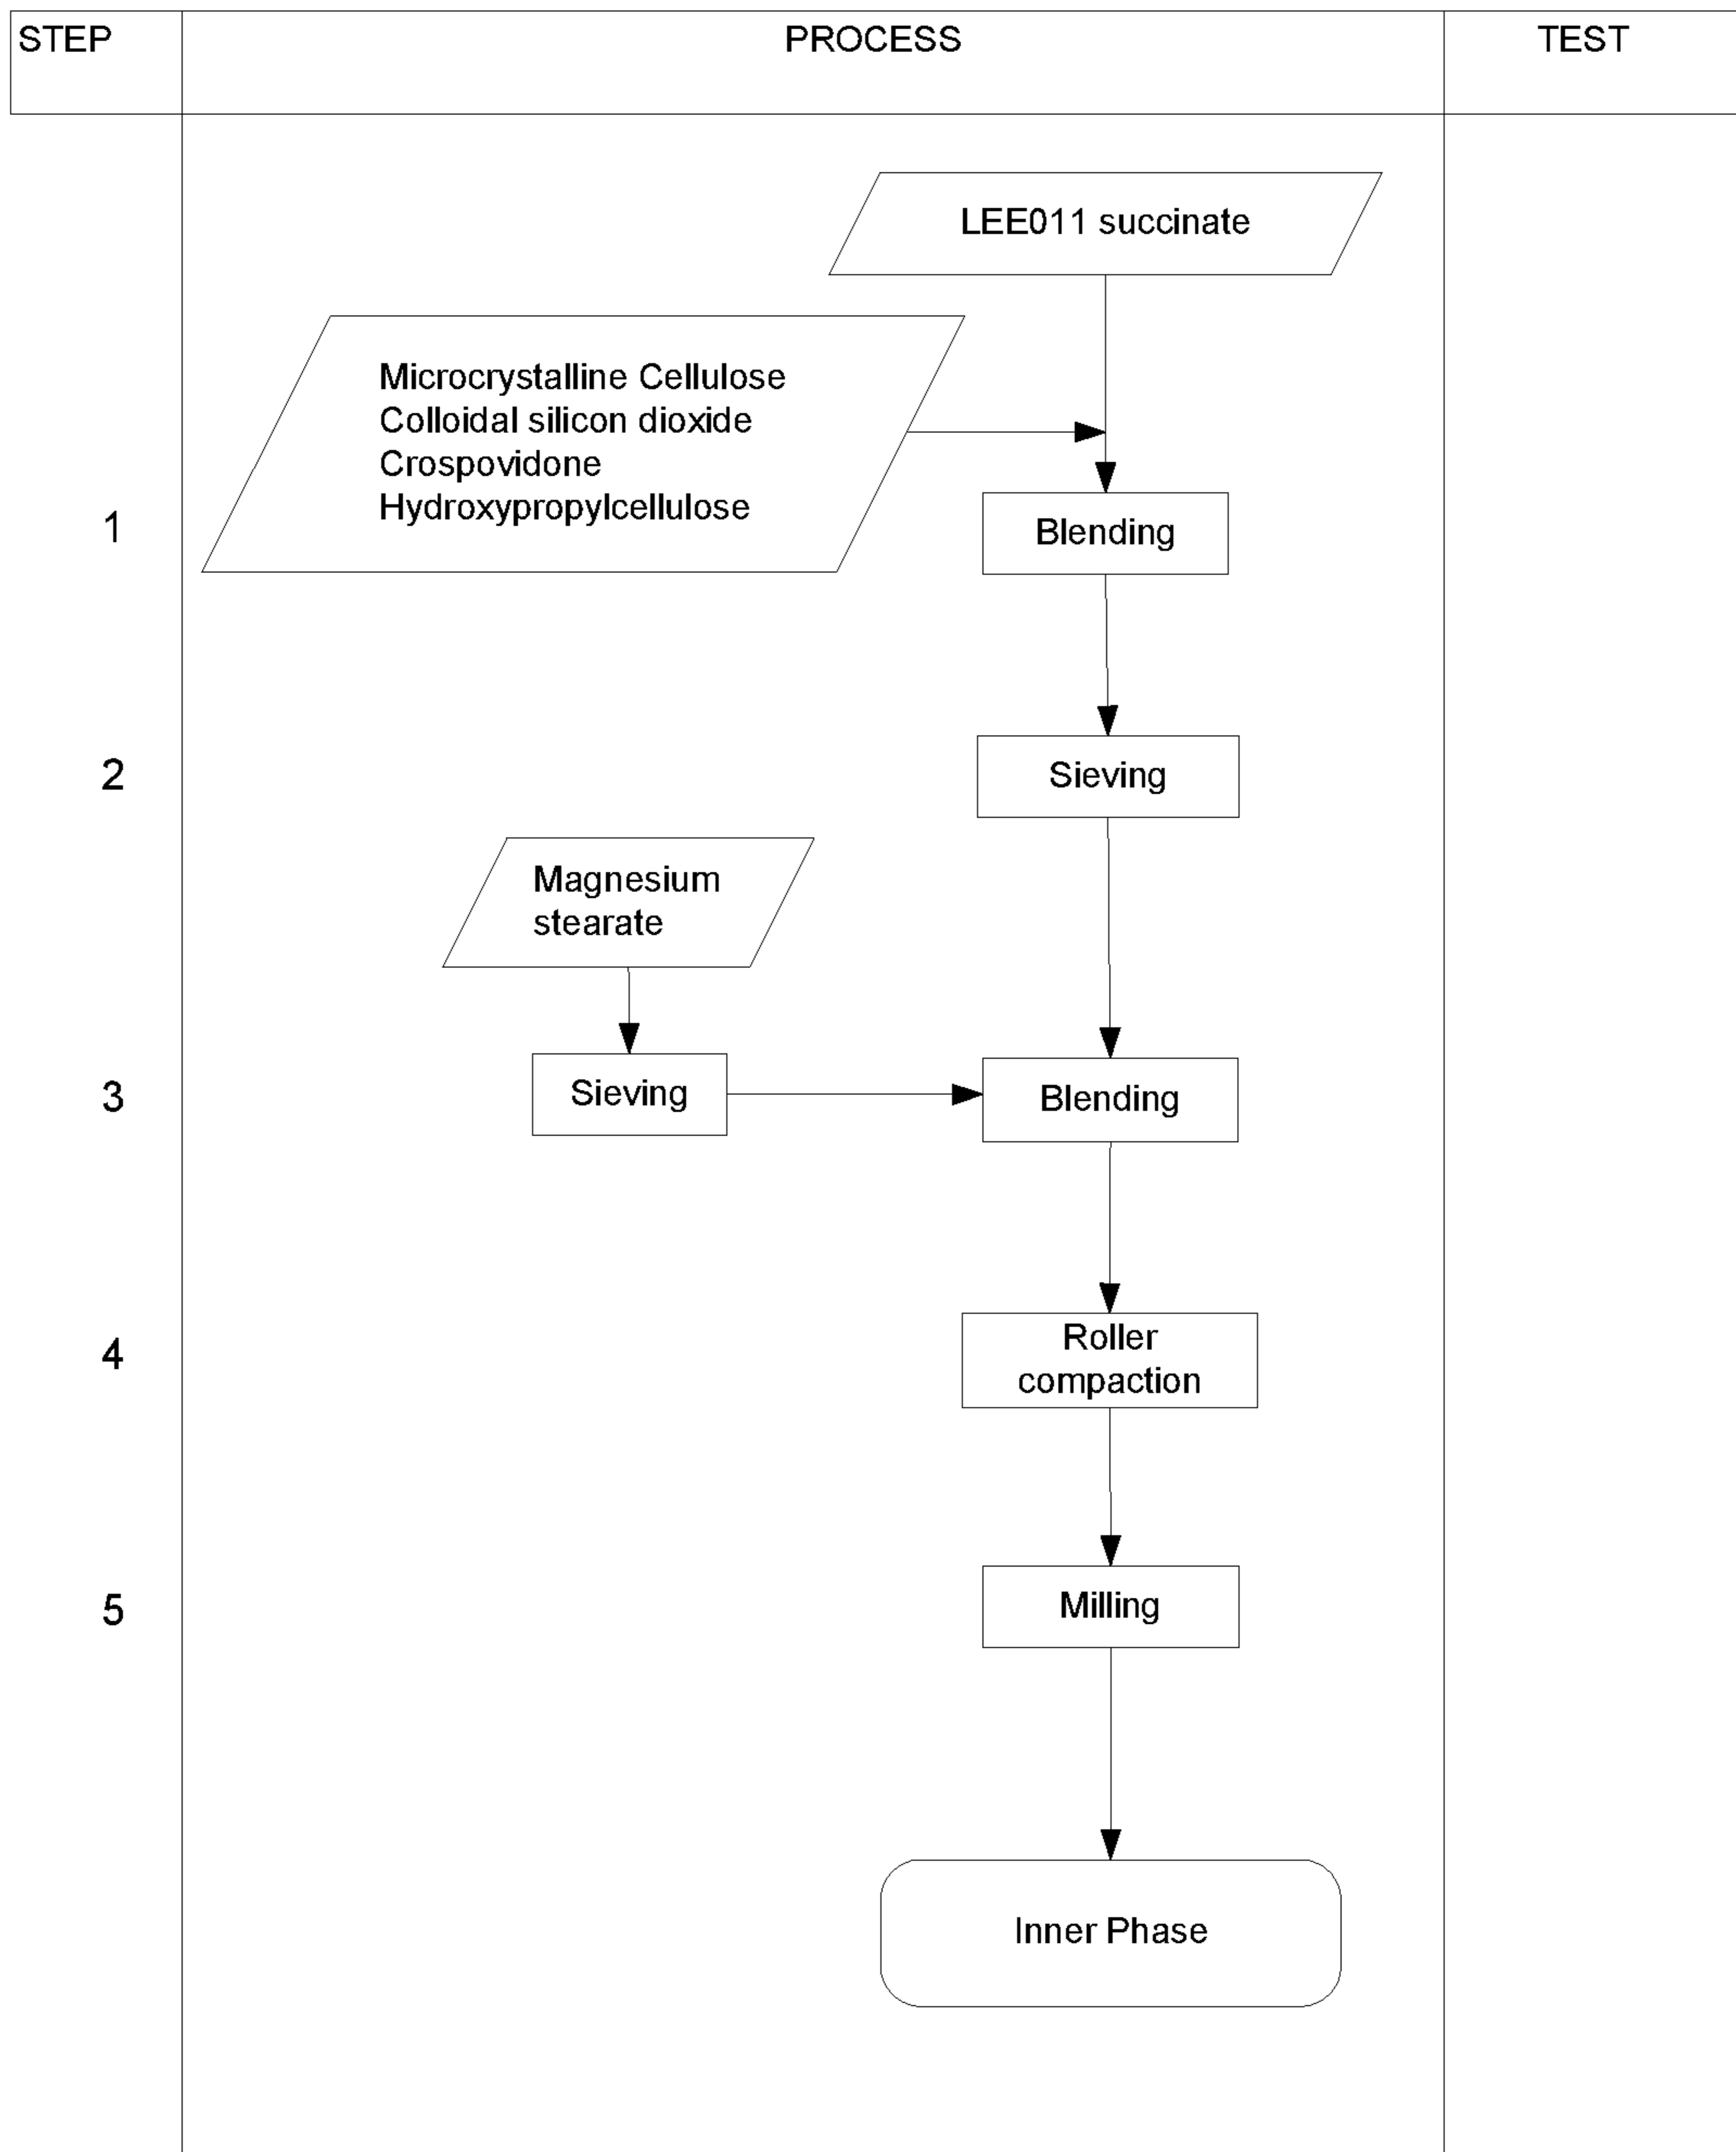 STEP
PROCESS
TEST
LEE011 succinate
Microcrystalline Cellulose
Colloidal silicon dioxide
Crospovidone
Hydroxypropylcellulose
1
Blending
2
Sieving
Magnesium
stearate
3
Sieving
Blending
4
Roller
compaction
5
Milling
Inner Phase